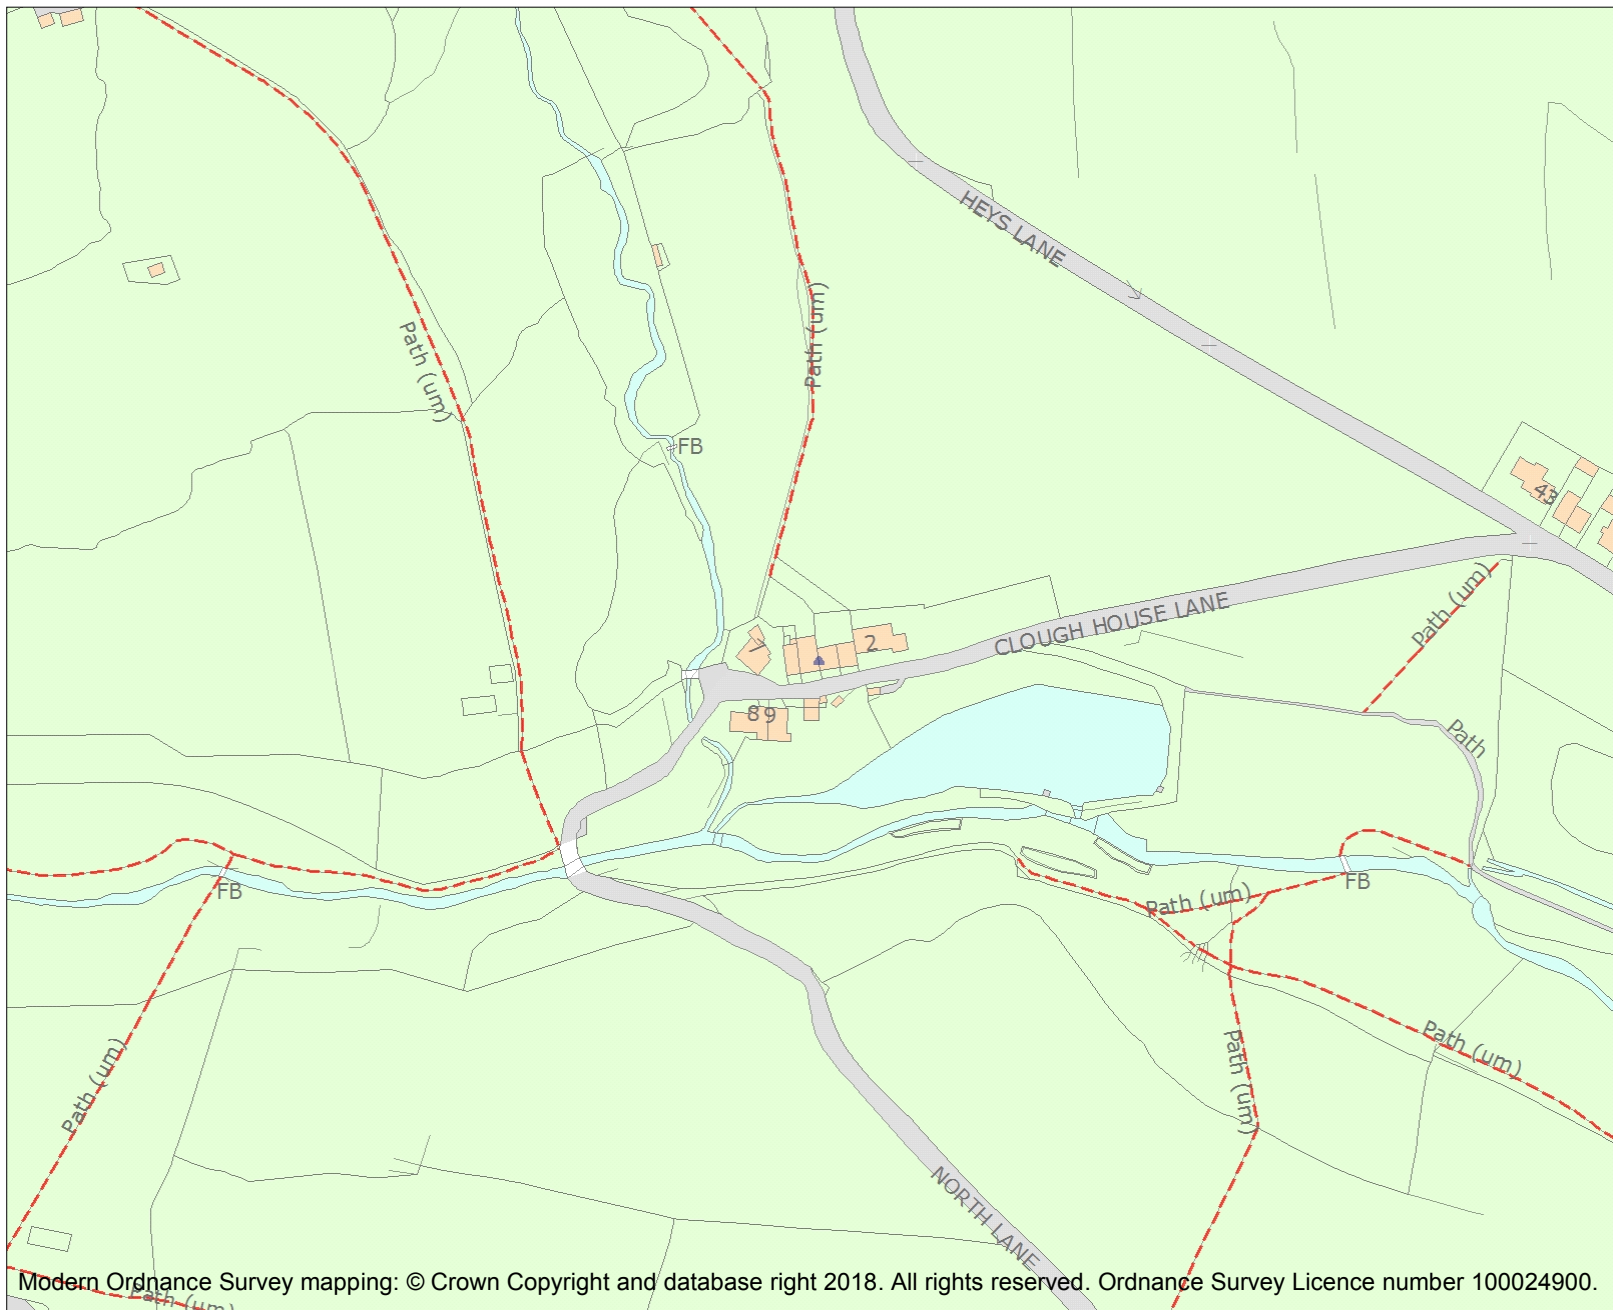 HEYS LANE
Path (um)
Path (um)
FB
43
CLOUGH HOUSE LANE
Path (um)
7
2
8 9
Path
FB
FB
Path (um)
Path (um)
Path (um)
Path (um)
NORTH LANE
Modern Ordnance Survey mapping: © Crown Copyright and database right 2018. All rights reserved. Ordnance Survey Licence number 100024900.
Path (um)